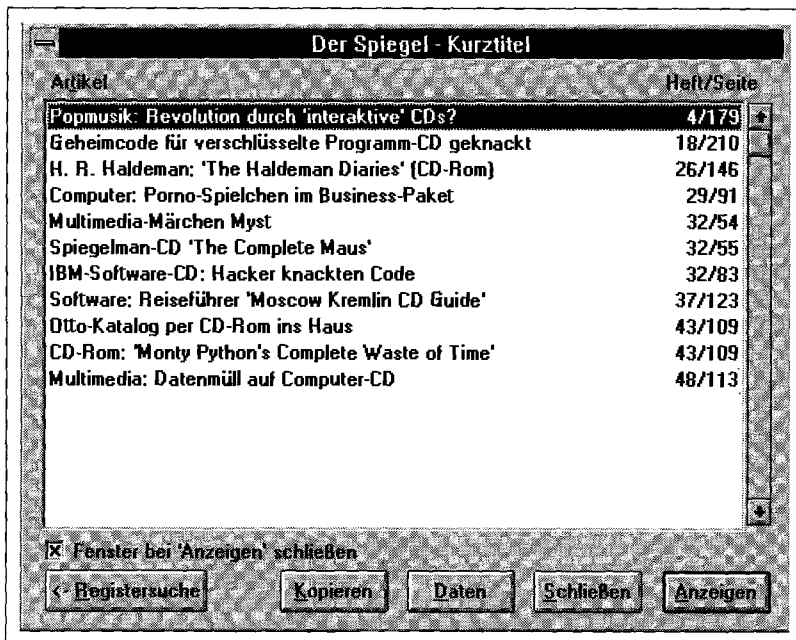 Der Spiegel - Kurztitel
Artikel Heft/Seite
Popmusik: Revolution durch 'interaktive' CDs? 4/179
Geheimcode für verschlüsselte Programm-CD geknackt 18/210
H. R. Haldeman: 'The Haldeman Diaries' (CD-Rom) 26/146
Computer: Porno-Spielchen im Business-Paket 29/91
Multimedia-Märchen Myst 32/54
Spiegelman-CD 'The Complete Maus' 32/55
IBM-Software-CD: Hacker knackten Code 32/83
Software: Reiseführer 'Moscow Kremlin CD Guide' 37/123
Otto-Katalog per CD-Rom ins Haus 43/109
CD-Rom: 'Monty Python's Complete Waste of Time' 43/109
Multimedia: Datenmüll auf Computer-CD 48/113
Fenster bei 'Anzeigen' schließen
<- Registersuche Kopieren Daten Schließen Anzeigen